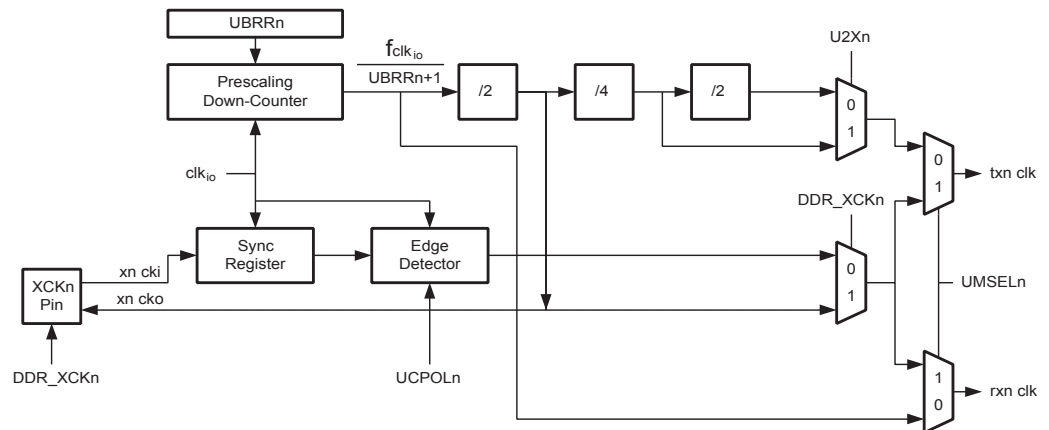 UBRRn
U2Xn
fclkio
UBRRn+1
Prescaling
Down-Counter
/2
/4
/2
0
1
clkio
0
1
txn clk
DDR_XCKn
Sync
Register
Edge
Detector
0
1
xn cki
XCKn
Pin
xn cko
UMSELn
DDR_XCKn
UCPOLn
1
0
rxn clk